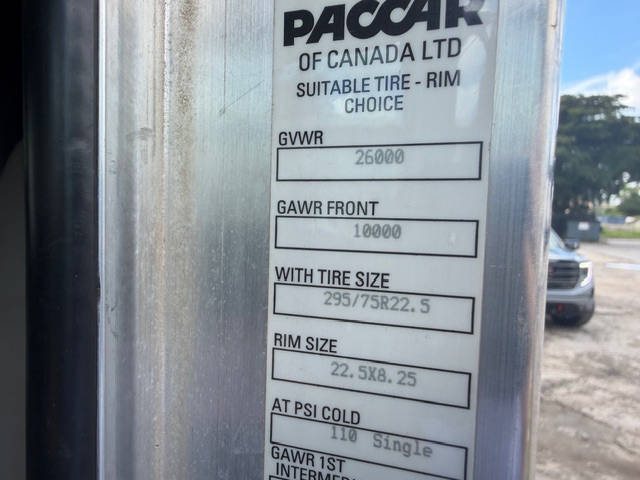 PACCAR
OF CANADA LTD
SUITABLE TIRE - RIM
CHOICE
GVWR
26000
GAWR FRONT
10000
WITH TIRE SIZE
295/75R22.5
RIM SIZE
22.5X8.25
AT PSI COLD
110 Single
GAWR 1ST